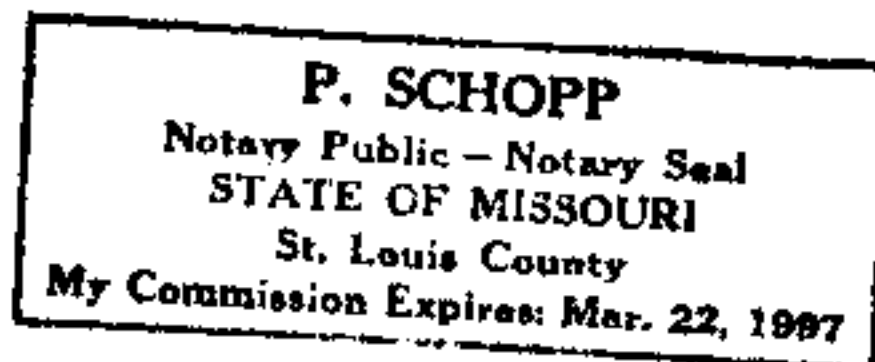 P. SCHOPP
Notary Public – Notary Seal
STATE OF MISSOURI
St. Louis County
My Commission Expires: Mar. 22, 1997